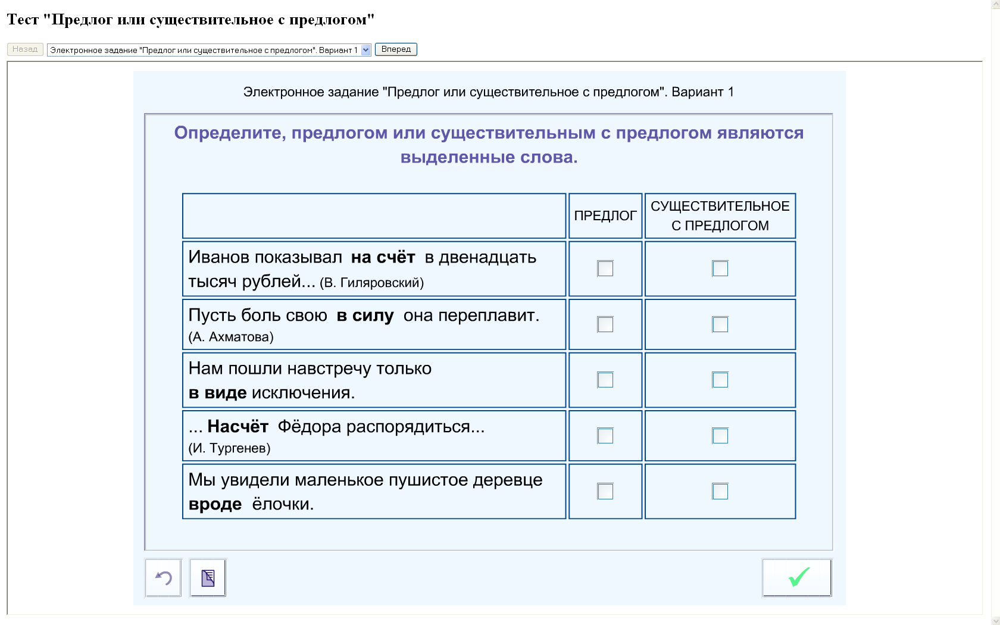 Тест "Предлог или существительное с предлогом"
Назад
Электронное задание "Предлог или существительное с предлогом". Вариант 1
Вперед
Электронное задание "Предлог или существительное с предлогом". Вариант 1
Определите, предлогом или существительным с предлогом являются
выделенные слова.
ПРЕДЛОГ
СУЩЕСТВИТЕЛЬНОЕ
С ПРЕДЛОГОМ
Иванов показывал на счёт в двенадцать
тысяч рублей... (В. Гиляровский)
Пусть боль свою в силу она переплавит.
(А. Ахматова)
Нам пошли навстречу только
в виде исключения.
... Насчёт Фёдора распорядиться...
(И. Тургенев)
Мы увидели маленькое пушистое деревце
вроде ёлочки.